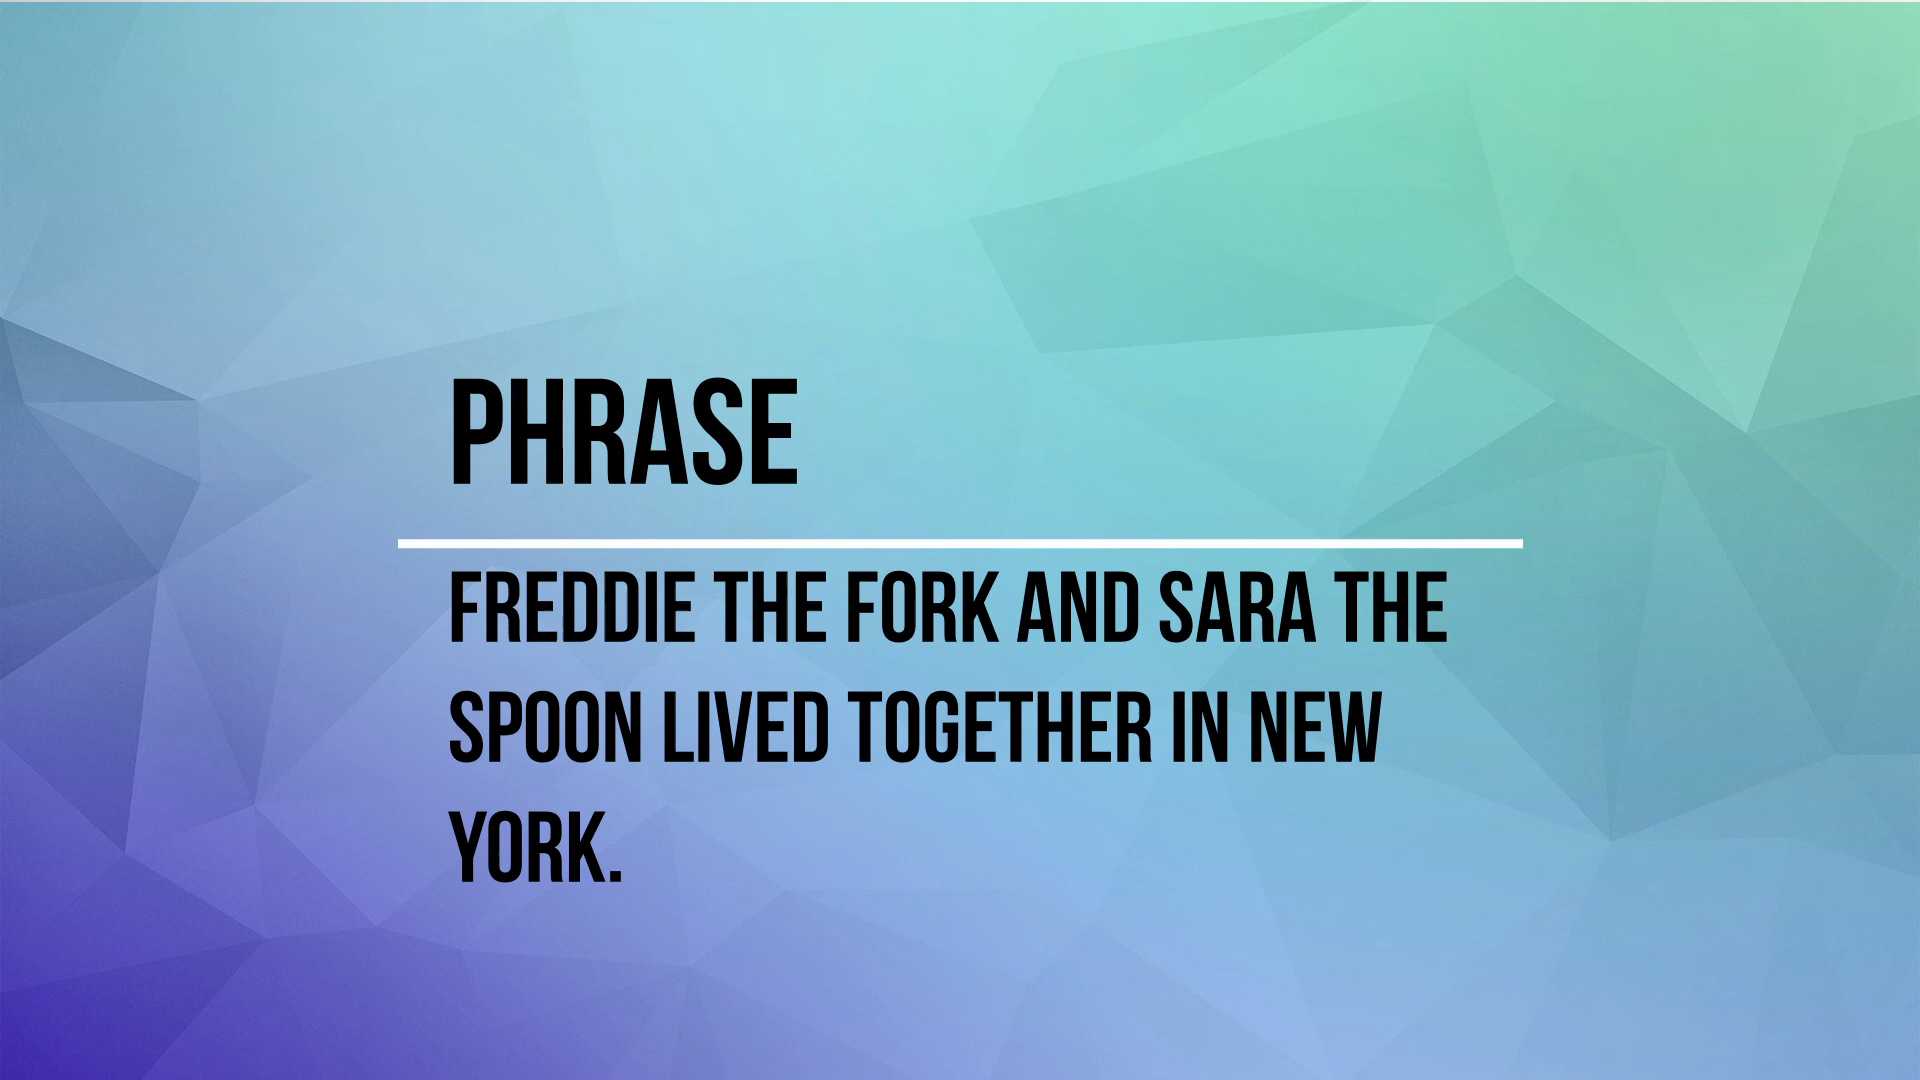 PHRASE
FREDDIE THE FORK AND SARA THE
SPOON LIVED TOGETHER IN NEW
YORK.